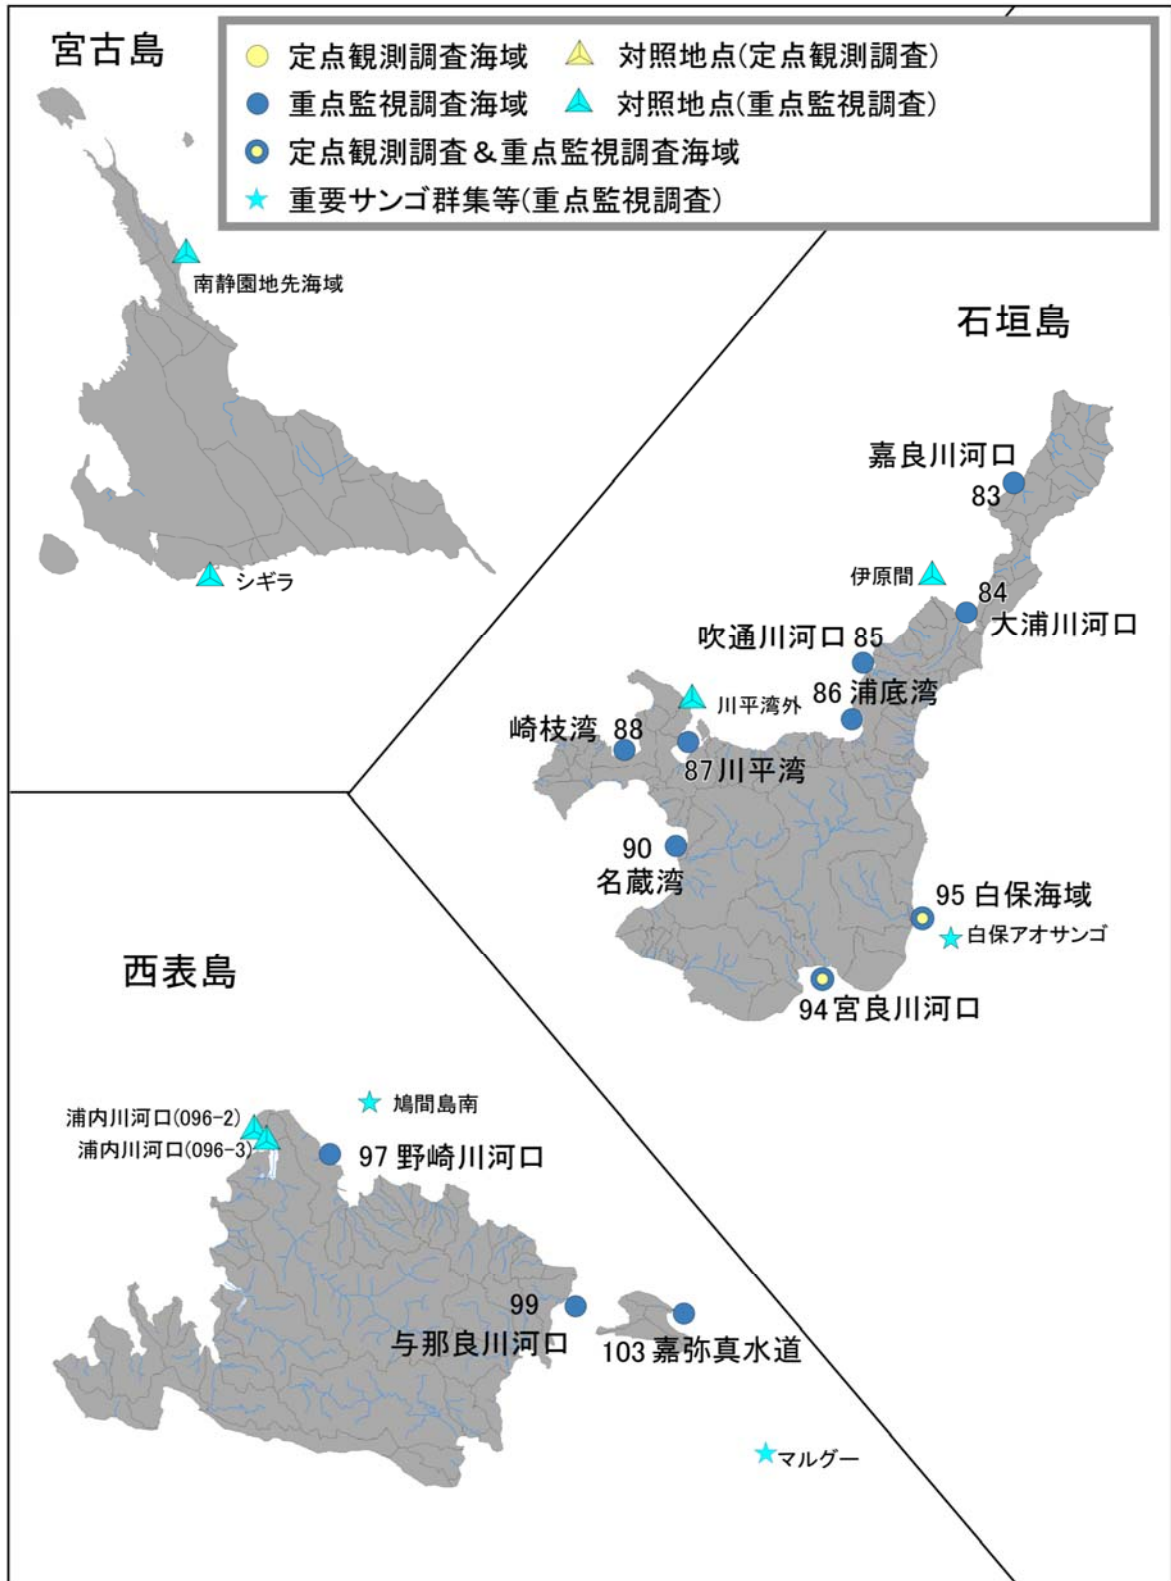 宮古島
定点観測調査海域
対照地点(定点観測調査)
重点監視調査海域
対照地点(重点監視調査)
定点観測調査&重点監視調査海域
重要サンゴ群集等(重点監視調査)
南静園地先海域
シギラ
石垣島
嘉良川河口
83
伊原間
84
大浦川河口
吹通川河口 85
86 浦底湾
川平湾外
崎枝湾 88
87 川平湾
90
名蔵湾
95 白保海域
白保アオサンゴ
94 宮良川河口
西表島
鳩間島南
浦内川河口(096-2)
浦内川河口(096-3)
97 野崎川河口
99
与那良川河口
103 嘉弥真水道
マルグー